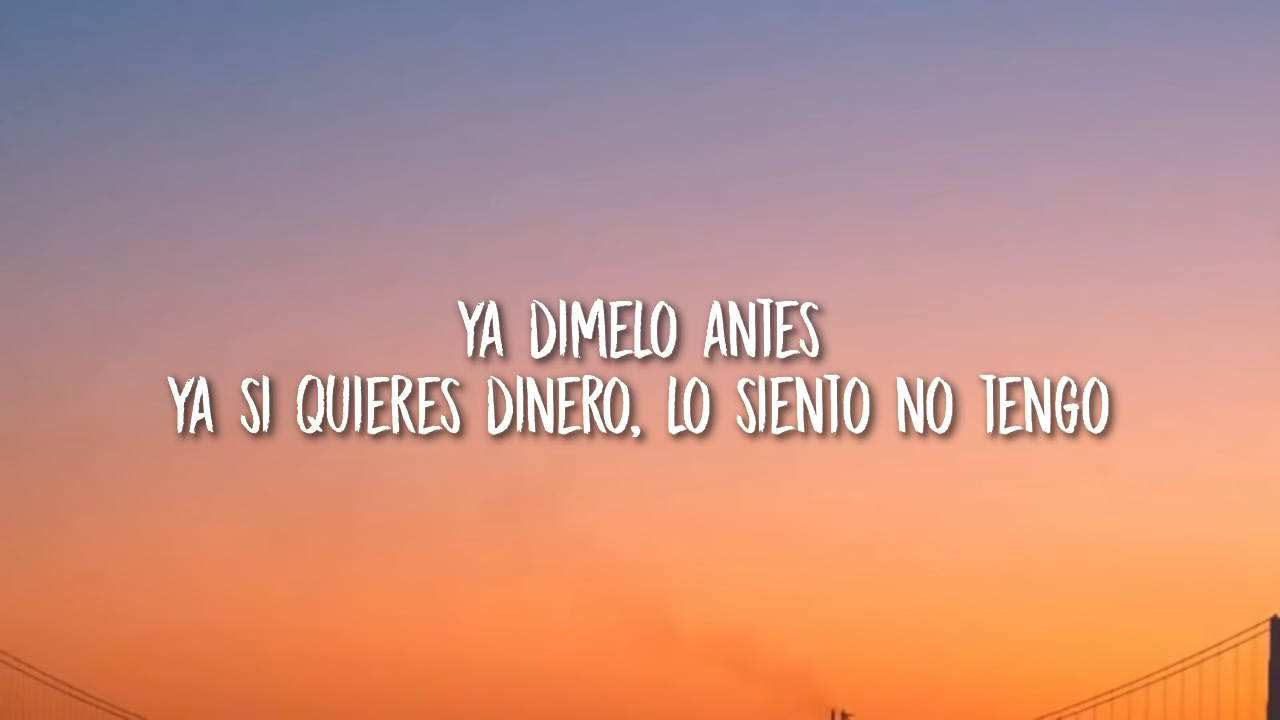 YA DIMELO ANTES
YA SI QUIERES DINERO, LO SIENTO NO TENGO